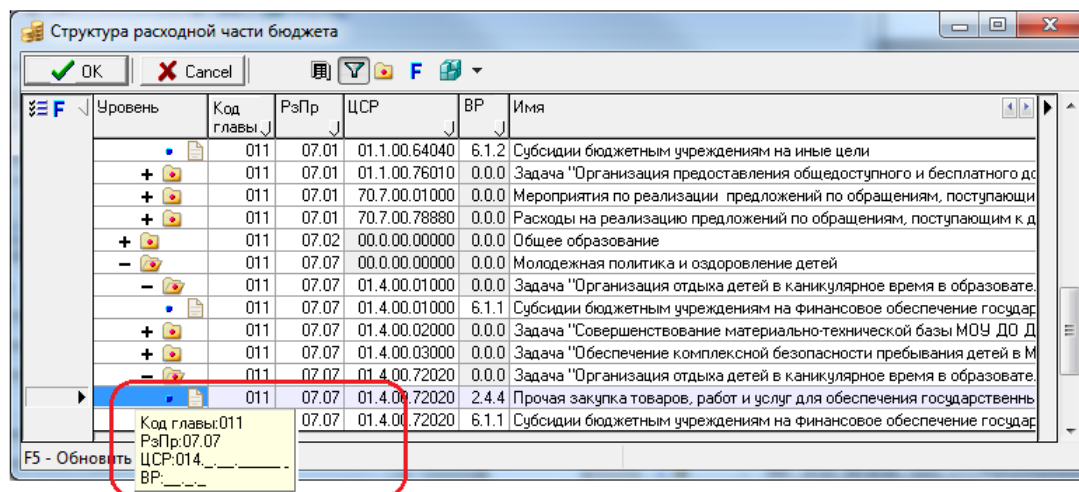 Структура расходной части бюджета
OK Cancel F
F Уровень Код главы РзПр ЦСР ВР Имя
011 07.01 01.1.00.64040 6.1.2 Субсидии бюджетным учреждениям на иные цели
011 07.01 01.1.00.76010 0.0.0 Задача "Организация предоставления общедоступного и бесплатного до
011 07.01 70.7.00.01000 0.0.0 Мероприятия по реализации предложений по обращениям, поступающи
011 07.01 70.7.00.78880 0.0.0 Расходы на реализацию предложений по обращениям, поступающим к д
011 07.02 00.0.00.00000 0.0.0 Общее образование
011 07.07 00.0.00.00000 0.0.0 Молодежная политика и оздоровление детей
011 07.07 01.4.00.01000 0.0.0 Задача "Организация отдыха детей в каникулярное время в образовате.
011 07.07 01.4.00.01000 6.1.1 Субсидии бюджетным учреждениям на финансовое обеспечение государ
011 07.07 01.4.00.02000 0.0.0 Задача "Совершенствование материально-технической базы МОУ ДО Д
011 07.07 01.4.00.03000 0.0.0 Задача "Обеспечение комплексной безопасности пребывания детей в М
011 07.07 01.4.00.72020 0.0.0 Задача "Организация отдыха детей в каникулярное время в образовате.
011 07.07 01.4.00.72020 2.4.4 Прочая закупка товаров, работ и услуг для обеспечения государственнь
07.07 01.4.00.72020 6.1.1 Субсидии бюджетным учреждениям на финансовое обеспечение государ
Код главы:011
РзПр:07.07
ЦСР:014._.__._____ _
ВР:__._._
F5 - Обновить